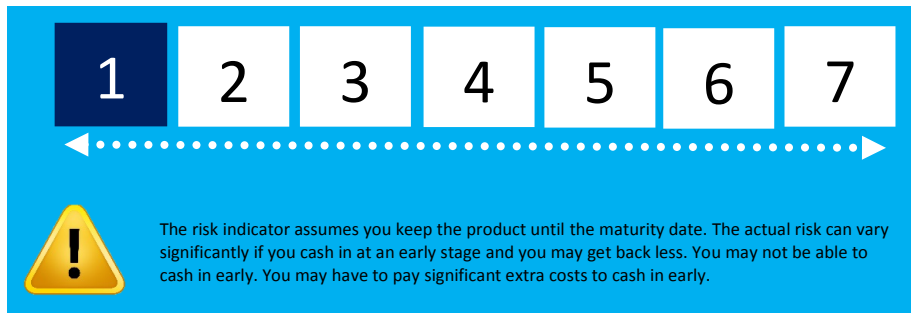 1 2 3 4 5 6 7
!
The risk indicator assumes you keep the product until the maturity date. The actual risk can vary
significantly if you cash in at an early stage and you may get back less. You may not be able to
cash in early. You may have to pay significant extra costs to cash in early.